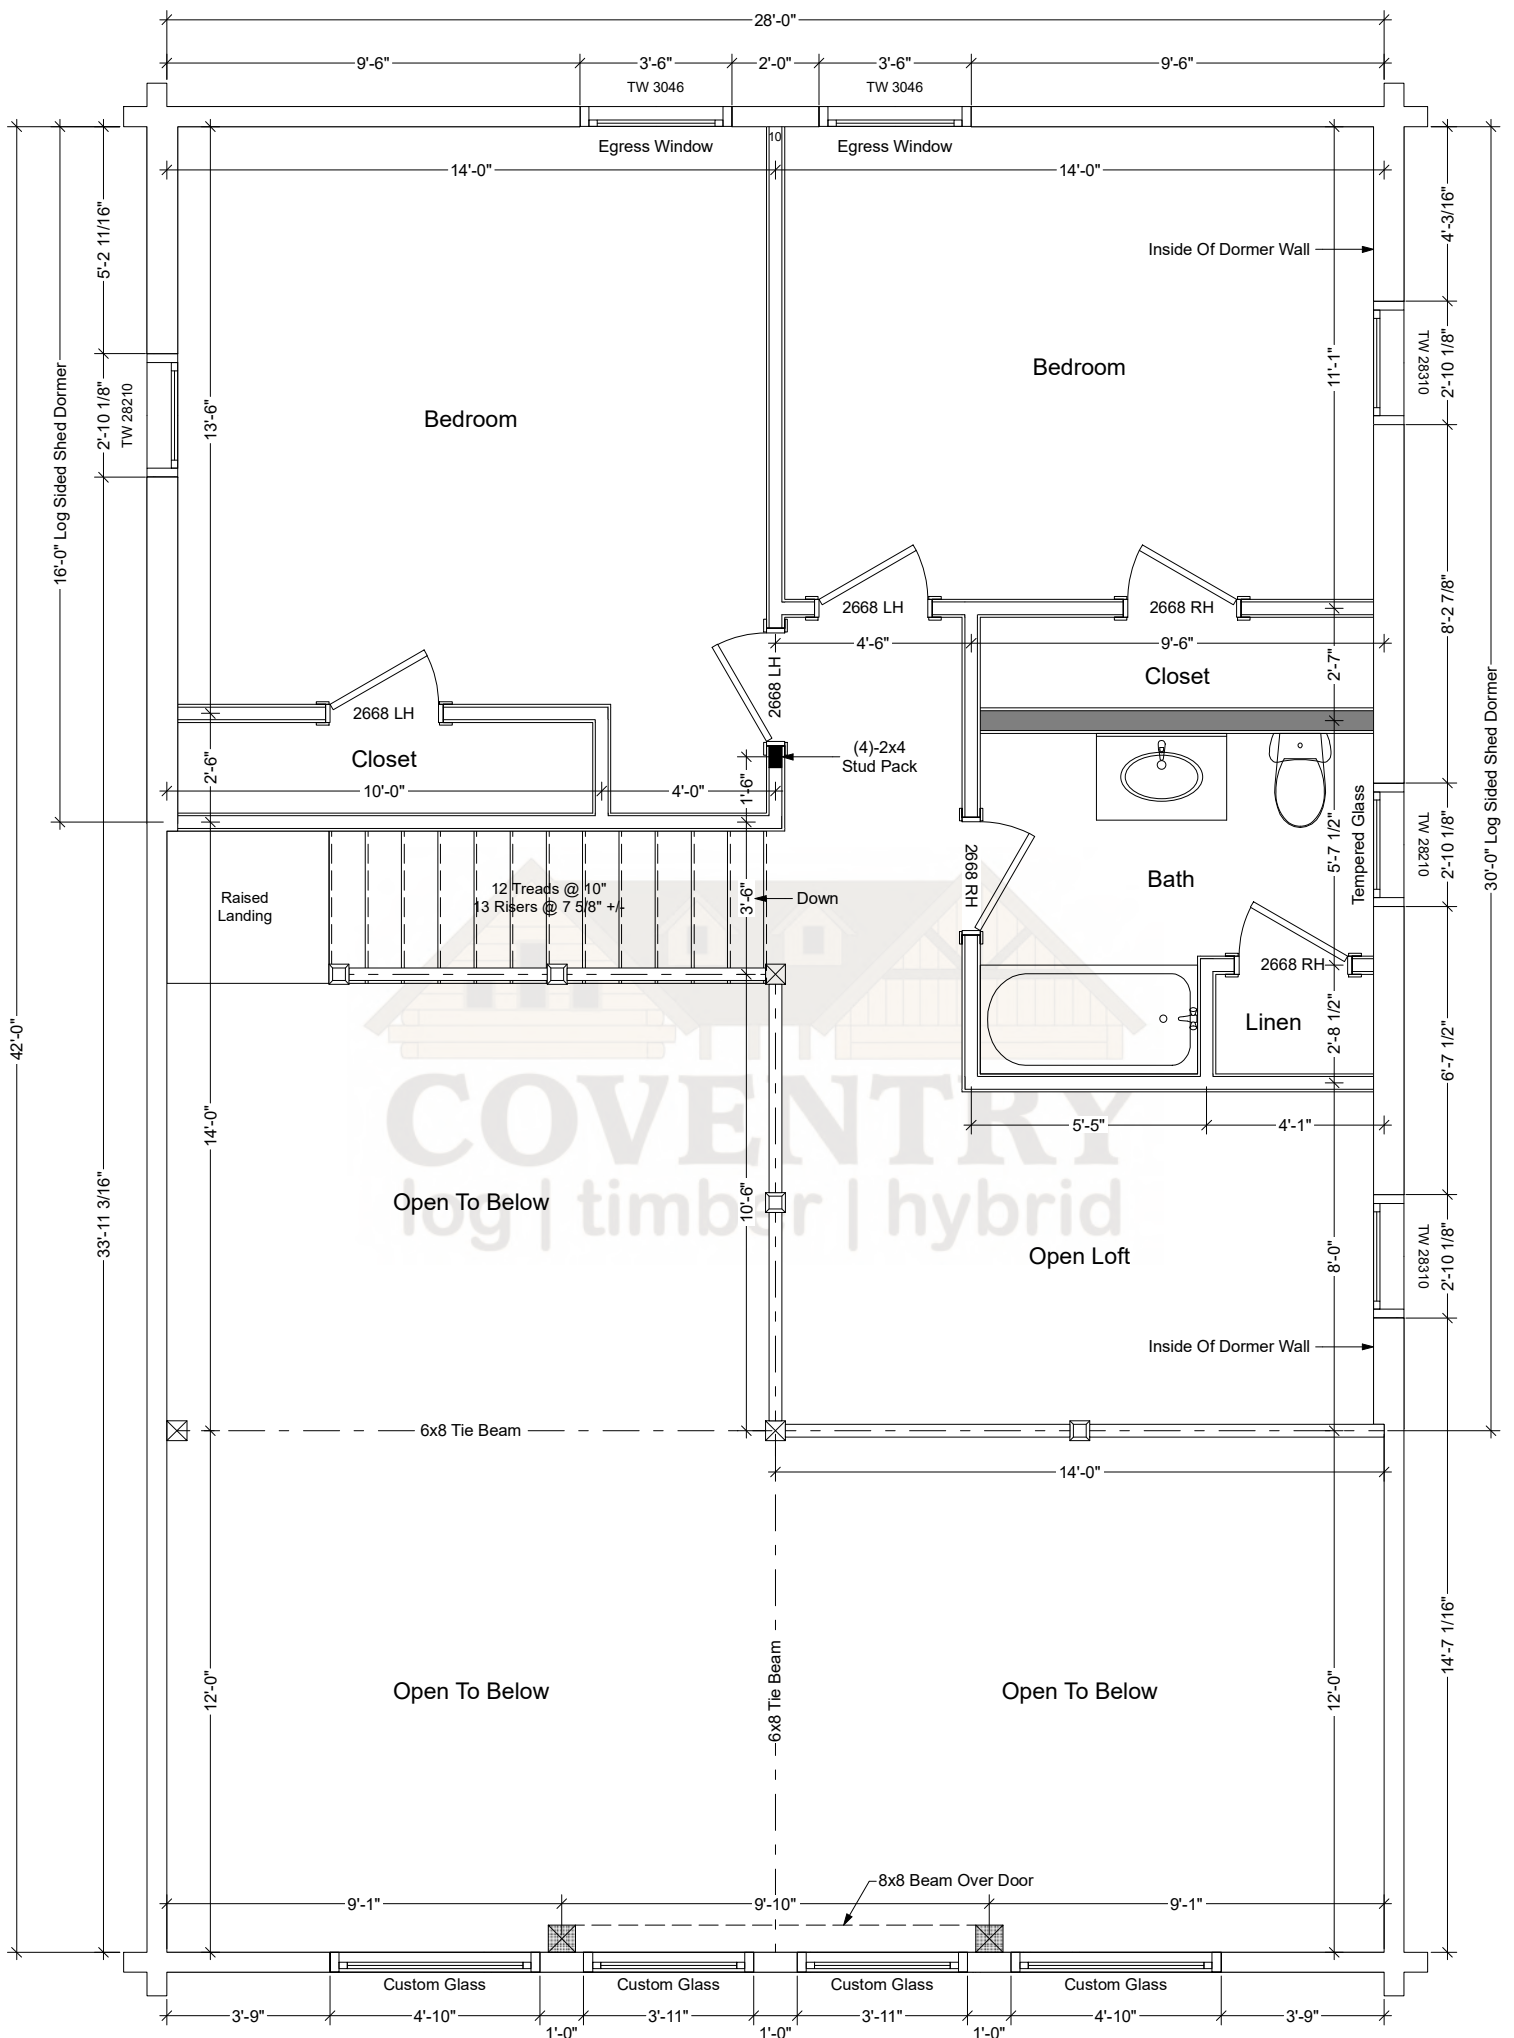 28'-0"
9'-6"
3'-6"
2'-0"
3'-6"
9'-6"
TW 3046
TW 3046
10
Egress Window
Egress Window
14'-0"
14'-0"
5'-2 11/16"
4'-3/16"
Inside Of Dormer Wall
16'-0" Log Sided Shed Dormer
2'-10 1/8"
TW 28210
13'-6"
11'-1"
TW 28310
2'-10 1/8"
Bedroom
Bedroom
2668 LH
2668 RH
8'-2 7/8"
4'-6"
9'-6"
2668 LH
Closet
2'-7"
2668 LH
Closet
2'-6"
(4)-2x4
Stud Pack
10'-0"
4'-0"
1'-6"
30'-0" Log Sided Shed Dormer
Tempered Glass
5'-7 1/2"
TW 28210
2'-10 1/8"
Raised
Landing
12 Treads @ 10"
13 Risers @ 7 5/8" +/-
3'-6"
Down
2668 RH
Bath
2668 RH
Linen
2'-8 1/2"
6'-7 1/2"
42'-0"
33'-11 3/16"
14'-0"
COVENTRY
log | timber | hybrid
5'-5"
4'-1"
Open To Below
10'-6"
Open Loft
8'-0"
TW 28310
2'-10 1/8"
Inside Of Dormer Wall
6x8 Tie Beam
14'-0"
12'-0"
Open To Below
6x8 Tie Beam
Open To Below
12'-0"
14'-7 1/16"
8x8 Beam Over Door
9'-1"
9'-10"
9'-1"
Custom Glass
Custom Glass
Custom Glass
Custom Glass
3'-9"
4'-10"
1'-0"
3'-11"
1'-0"
3'-11"
1'-0"
4'-10"
3'-9"